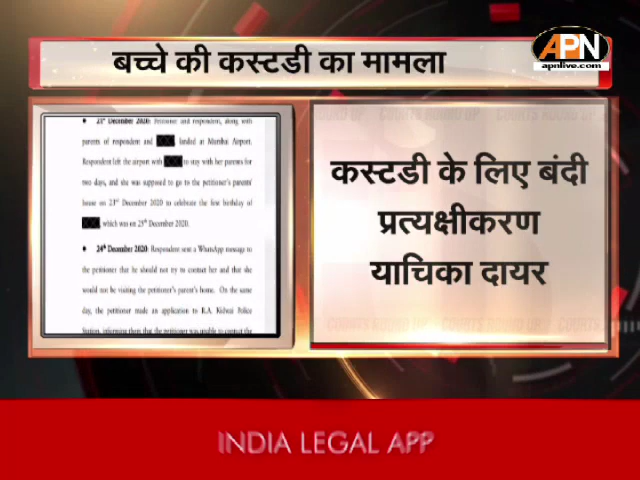 बच्चे की कस्टडी का मामला
APN
apnlive.com
21st December 2020: Petitioner and respondent, along with
parents of respondent and landed at Mumbai Airport.
Respondent left the airport with to stay with her parents for
two days, and she was supposed to go to the petitioner's parents'
house on 23rd December 2020 to celebrate the first birthday of
, which was on 25th December 2020.
24th December 2020: Respondent sent a WhatsApp message to
the petitioner that he should not try to contact her and that she
would not be visiting the petitioner's parent's home. On the same
day, the petitioner made an application to R.A. Kidwai Police
Station, informing them that the petitioner was unable to contact the
कस्टडी के लिए बंदी
प्रत्यक्षीकरण
याचिका दायर
COURTS ROUND UP
INDIA LEGAL APP